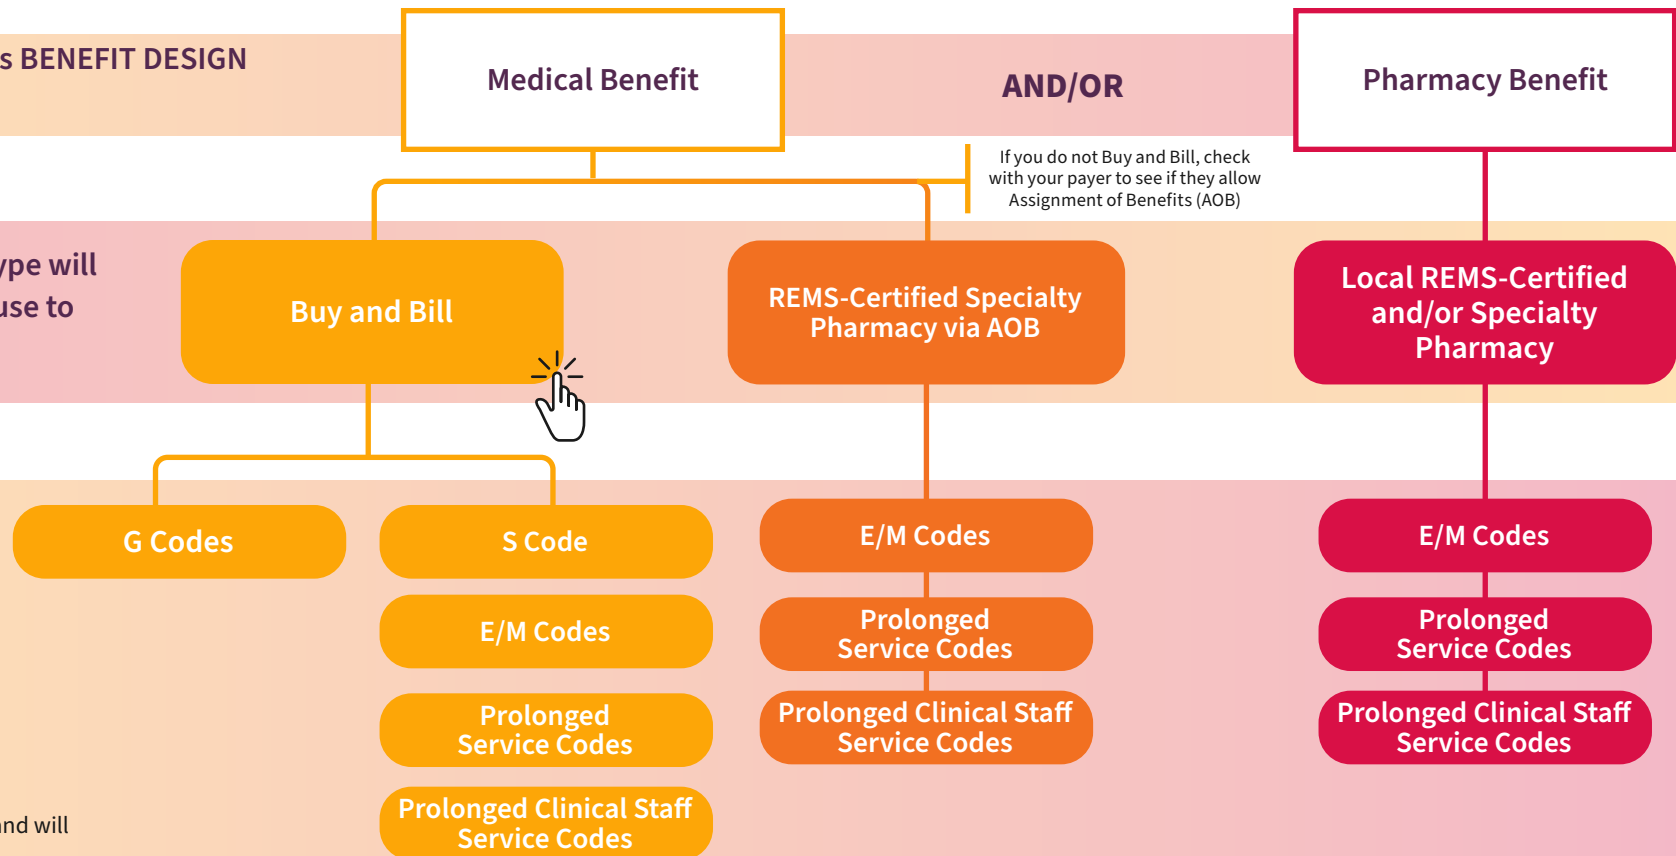 s BENEFIT DESIGN
Medical Benefit
AND/OR
Pharmacy Benefit
If you do not Buy and Bill, check
with your payer to see if they allow
Assignment of Benefits (AOB)
ype will
use to
Buy and Bill
REMS-Certified Specialty
Pharmacy via AOB
Local REMS-Certified
and/or Specialty
Pharmacy
G Codes
S Code
E/M Codes
Prolonged
Service Codes
Prolonged Clinical Staff
Service Codes
E/M Codes
Prolonged
Service Codes
Prolonged Clinical Staff
Service Codes
E/M Codes
Prolonged
Service Codes
Prolonged Clinical Staff
Service Codes
and will